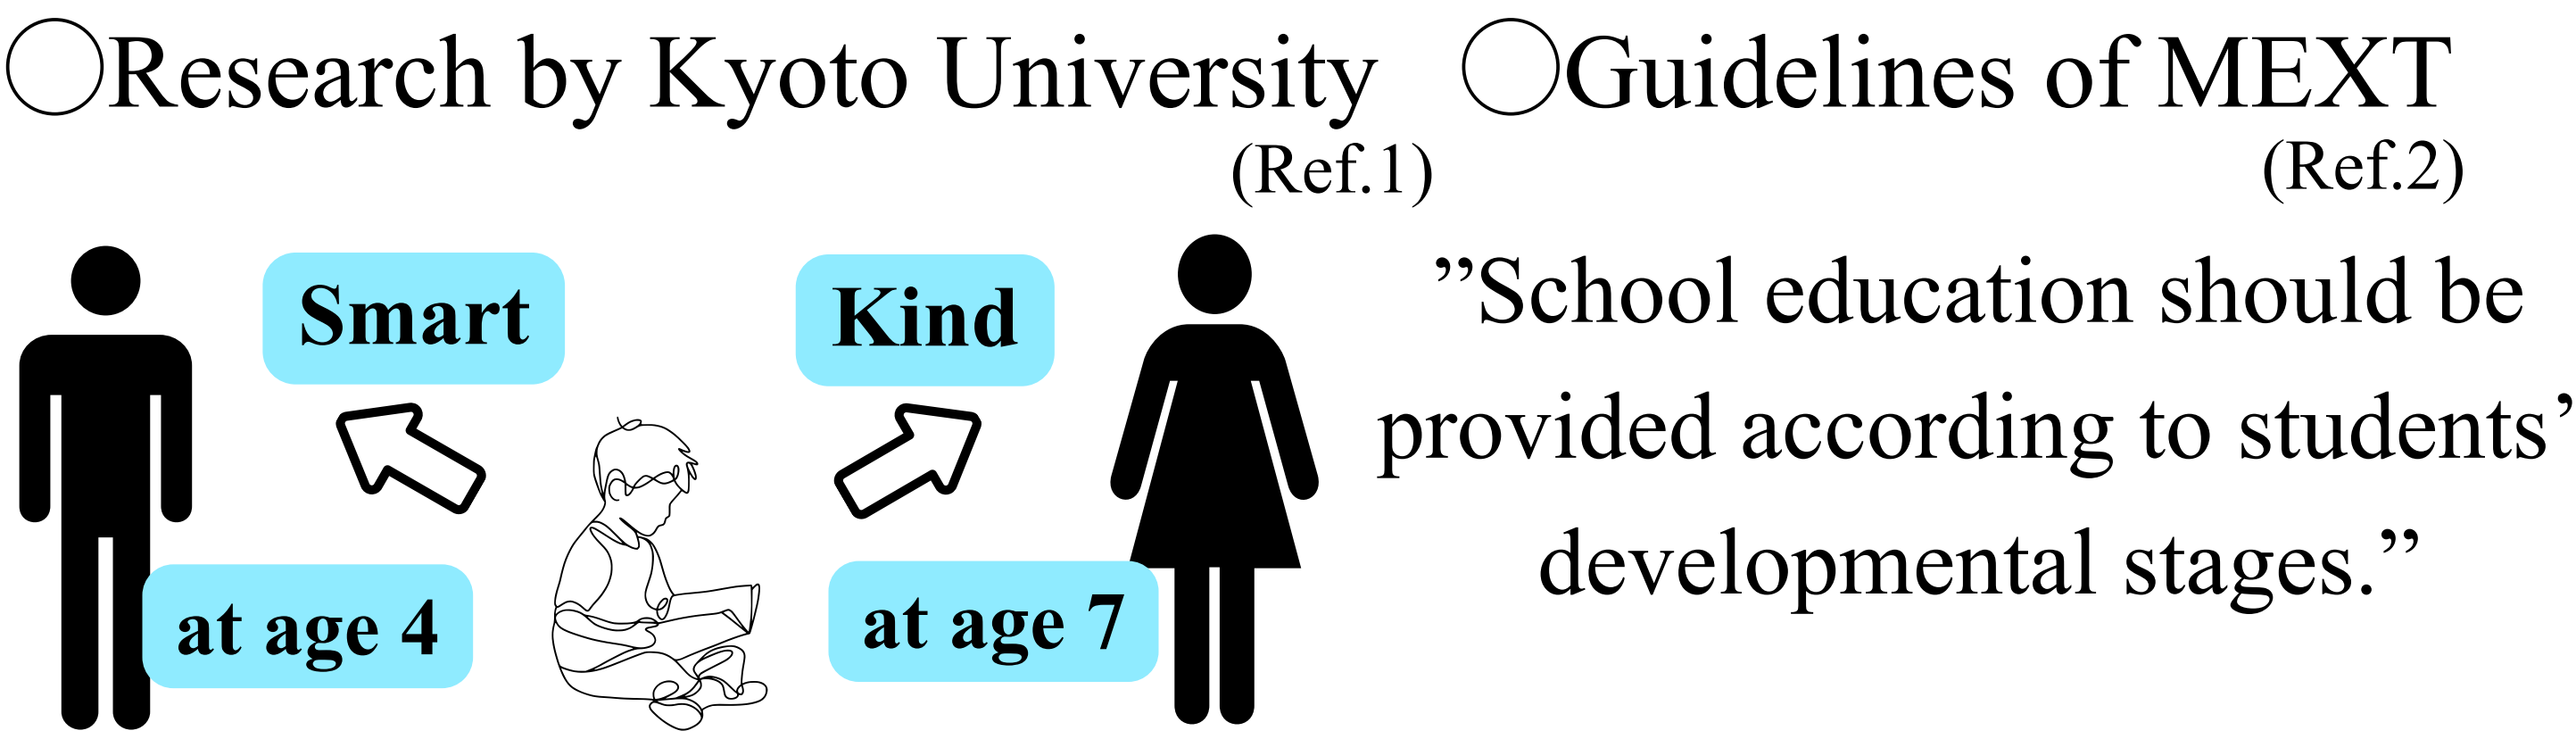 ○Research by Kyoto University
(Ref.1)
Smart
Kind
at age 4
at age 7
○Guidelines of MEXT
(Ref.2)
”School education should be
provided according to students’
developmental stages.”